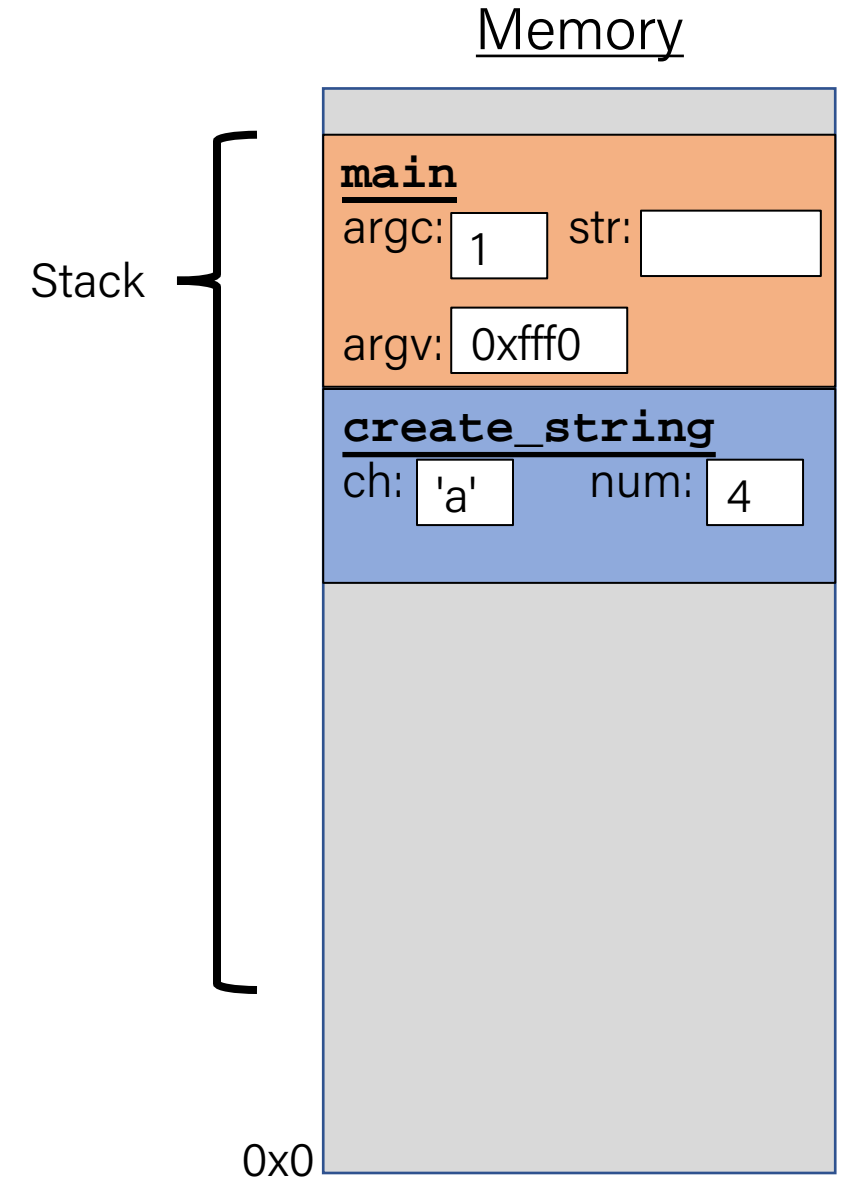 Memory
main
argc: 1 str:
Stack
argv: 0xfff0
create_string
ch: 'a' num: 4
0x0